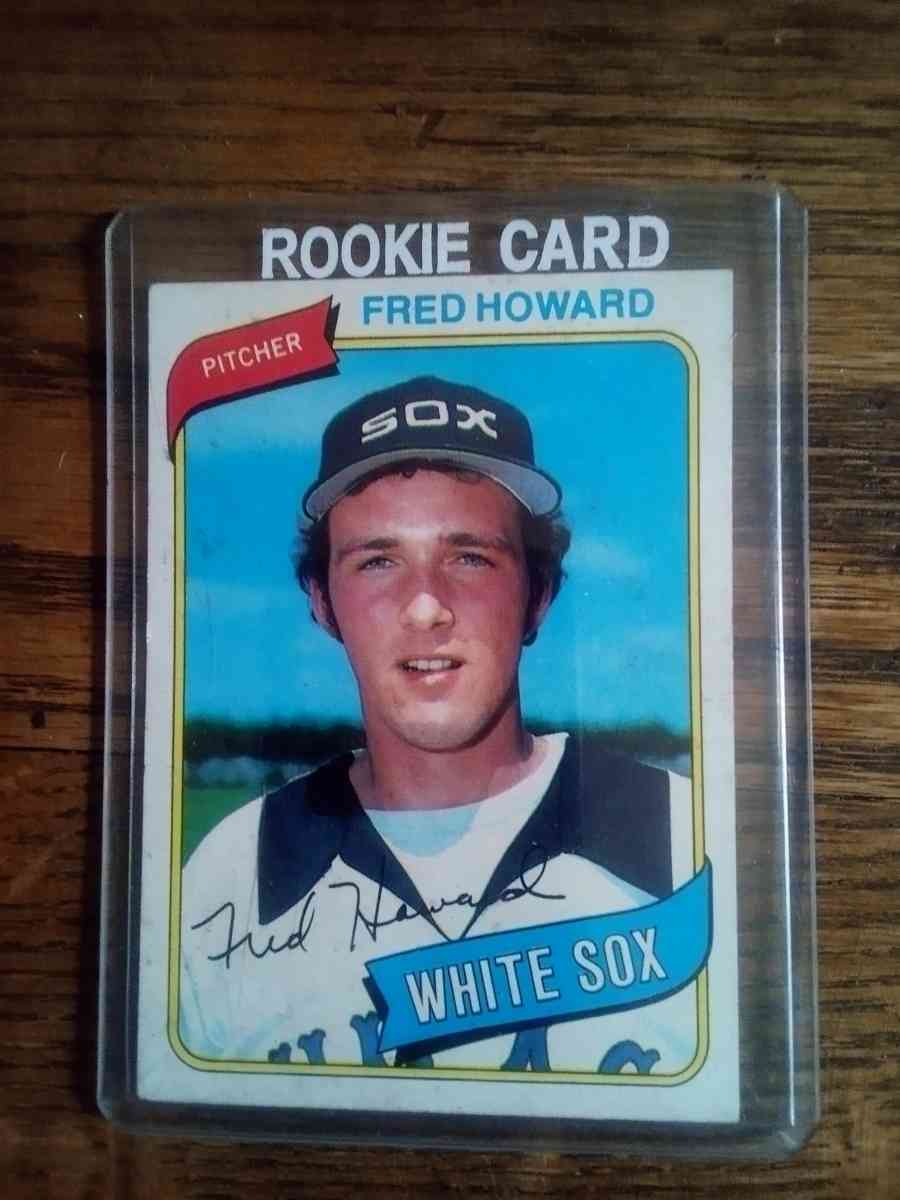 ROOKIE CARD
FRED HOWARD
PITCHER
SOX
Fred Howard
WHITE SOX